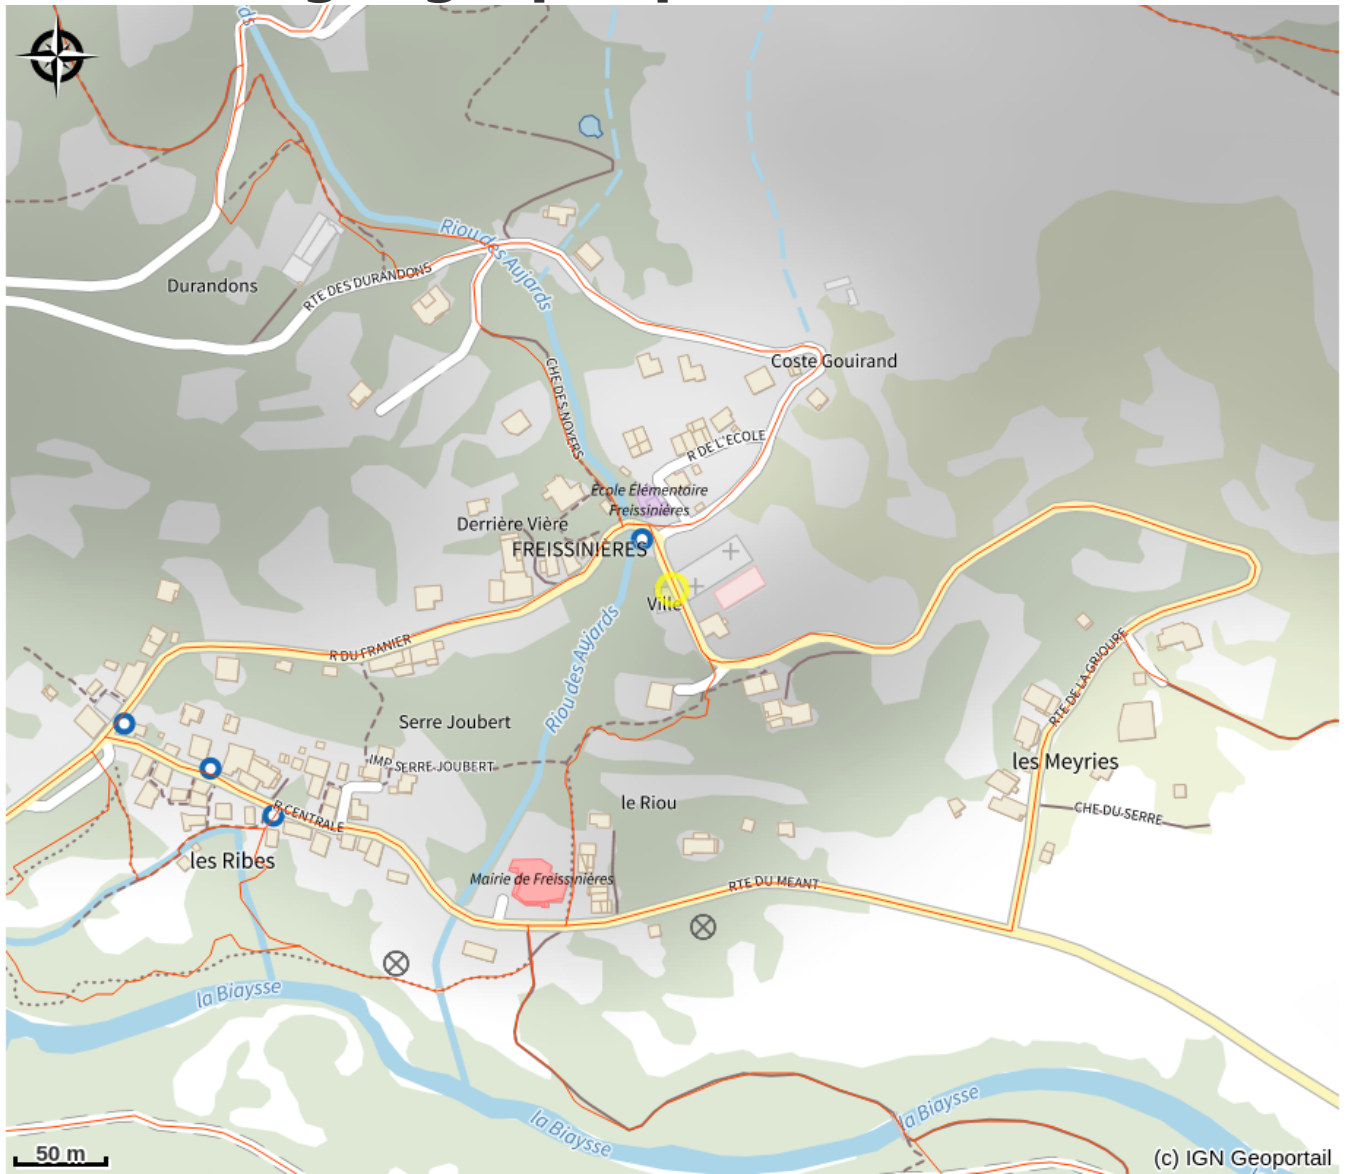 Riou des Aujards
Durandons
RTE DES DURANDONS
Coste Gouirand
CHE DES NOYERS
R DE L'ECOLE
École Élémentaire
Freissinières
Derrière Vière
FREISSINIÈRES
Ville
R DU FRANIER
Riou des Aujards
RTE DE LA GRIOURE
Serre Joubert
IMP SERRE JOUBERT
les Meyries
le Riou
CHE DU SERRE
R CENTRALE
les Ribes
Mairie de Freissinières
RTE DU MEANT
la Biaysse
la Biaysse
la Biaysse
50 m
(c) IGN Geoportail